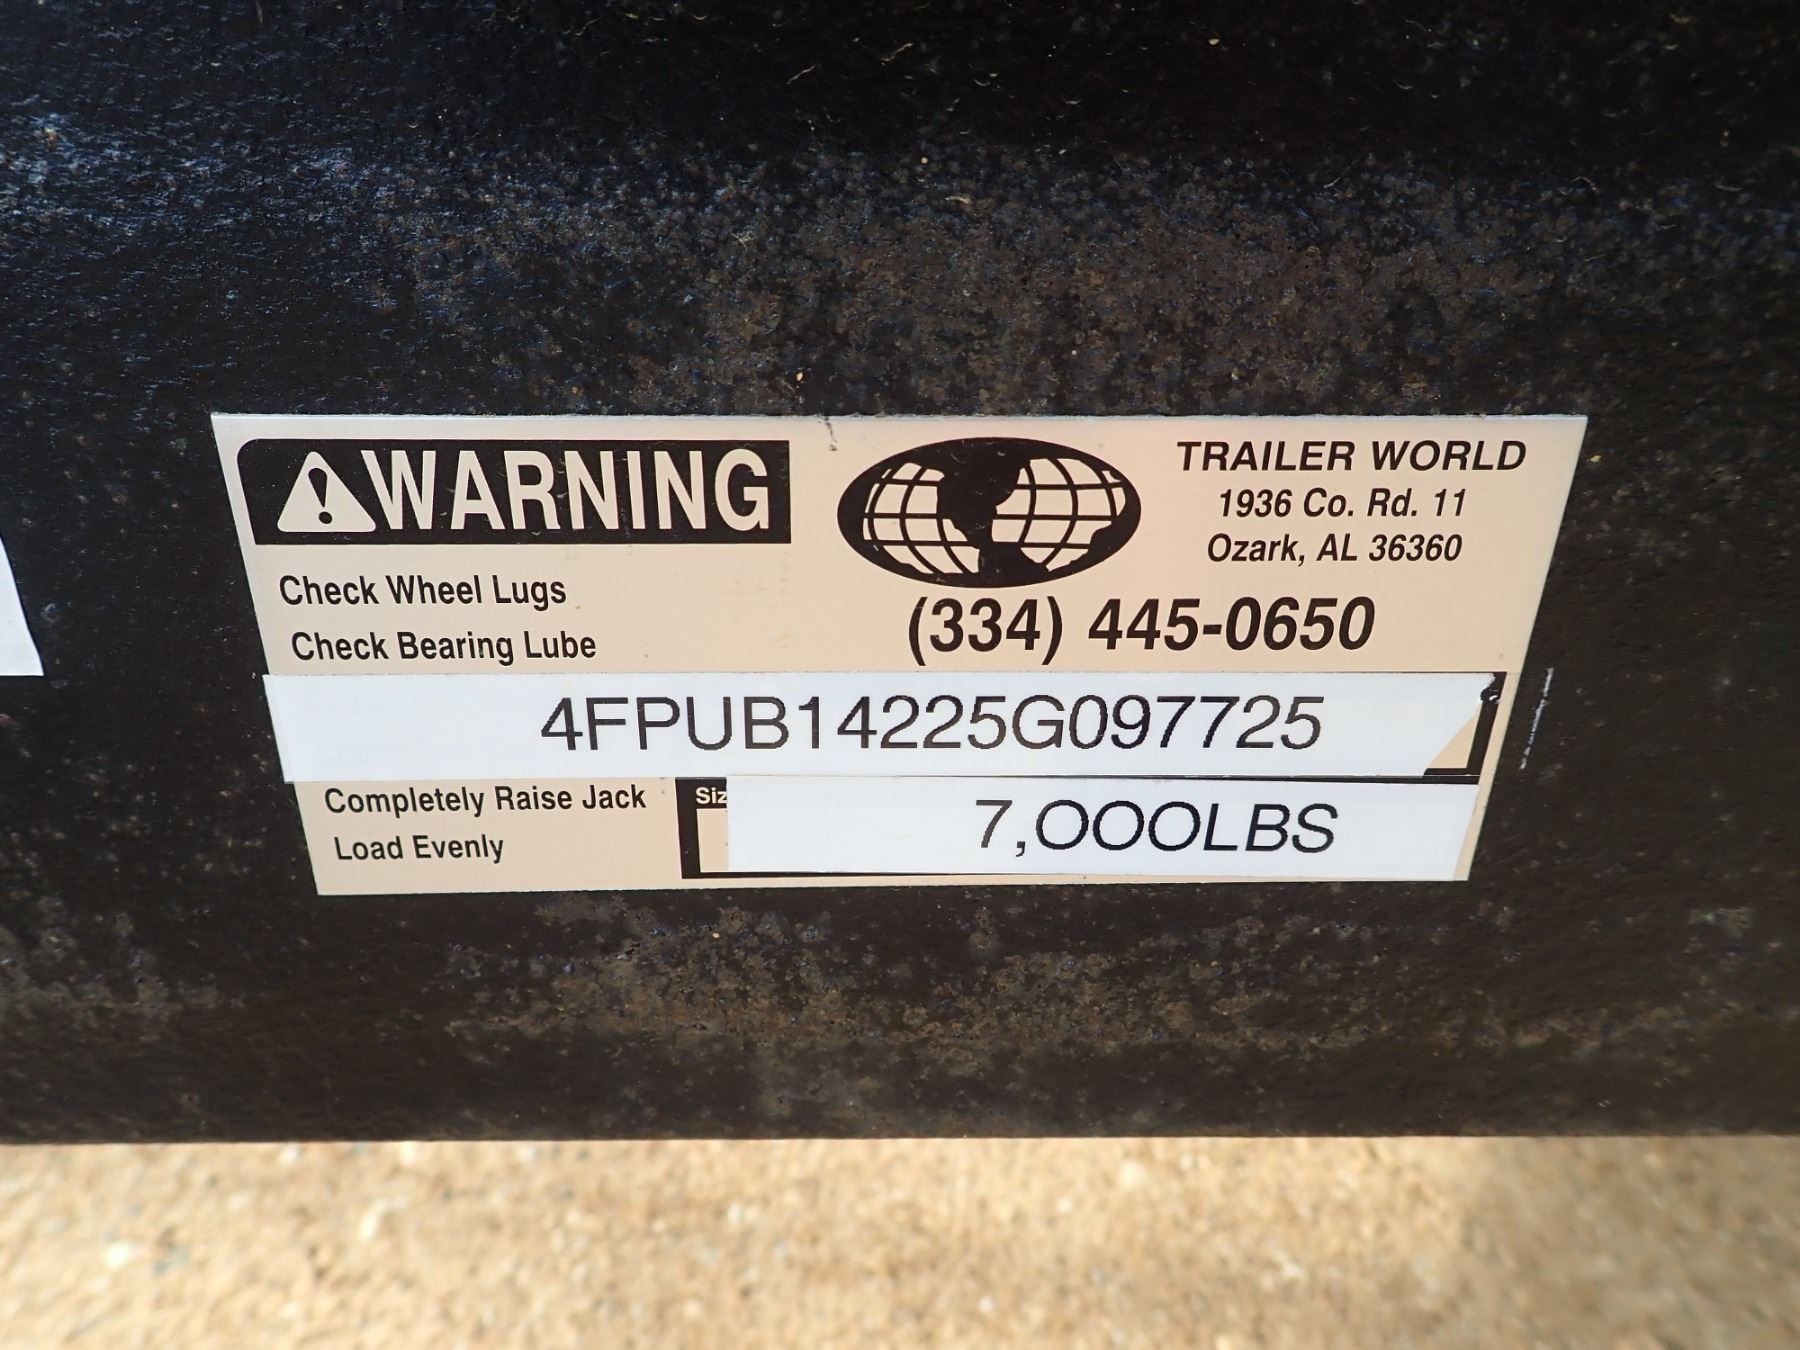 WARNING
TRAILER WORLD
1936 Co. Rd. 11
Ozark, AL 36360
(334) 445-0650
Check Wheel Lugs
Check Bearing Lube
4FPUB14225G097725
Completely Raise Jack
Load Evenly
7,OOOLBS